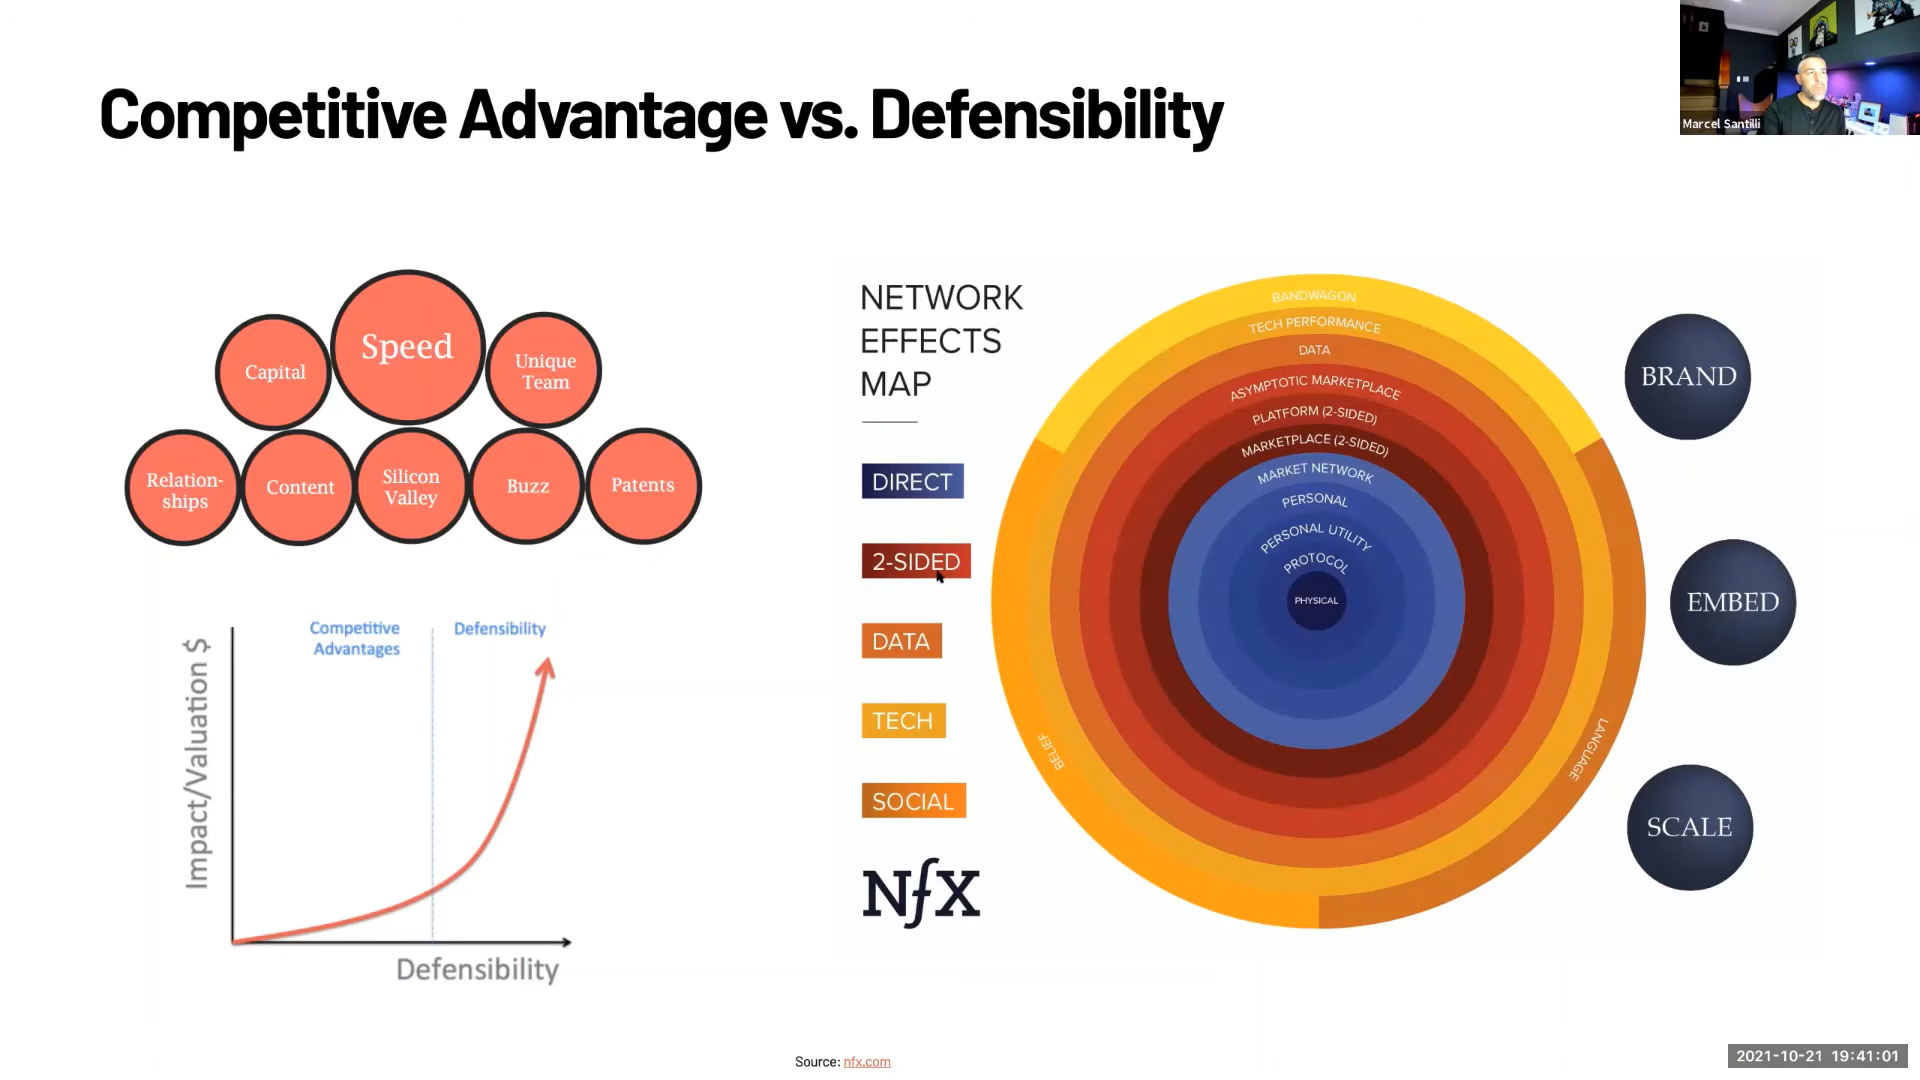 Competitive Advantage vs. Defensibility
Marcel Santilli
Speed
Capital
Unique
Team
Relation-
ships
Content
Silicon
Valley
Buzz
Patents
Competitive
Advantages
Defensibility
Impact/Valuation $
Defensibility
NETWORK
EFFECTS
MAP
DIRECT
2-SIDED
DATA
TECH
SOCIAL
NfX
BANDWAGON
TECH PERFORMANCE
DATA
ASYMPTOTIC MARKETPLACE
PLATFORM (2-SIDED)
MARKETPLACE (2-SIDED)
MARKET NETWORK
PERSONAL
PERSONAL UTILITY
PROTOCOL
PHYSICAL
BELIEF
LANGUAGE
BRAND
EMBED
SCALE
Source: nfx.com
2021-10-21 19:41:01